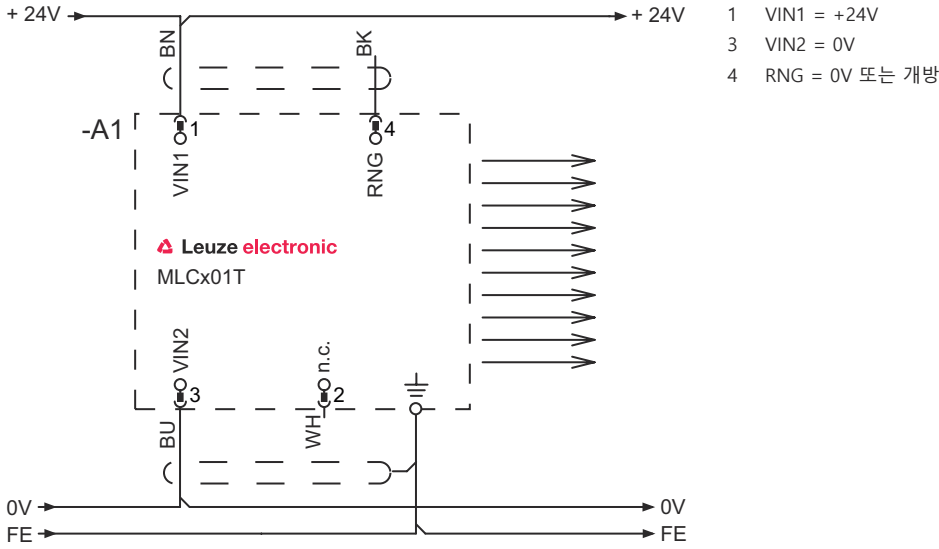 + 24V
+ 24V
1 VIN1 = +24V
3 VIN2 = 0V
4 RNG = 0V 또는 개방
BN
BK
-A1
1
4
VIN1
RNG
Leuze electronic
MLCx01T
VIN2
n.c.
3
2
BU
WH
0V
0V
FE
FE